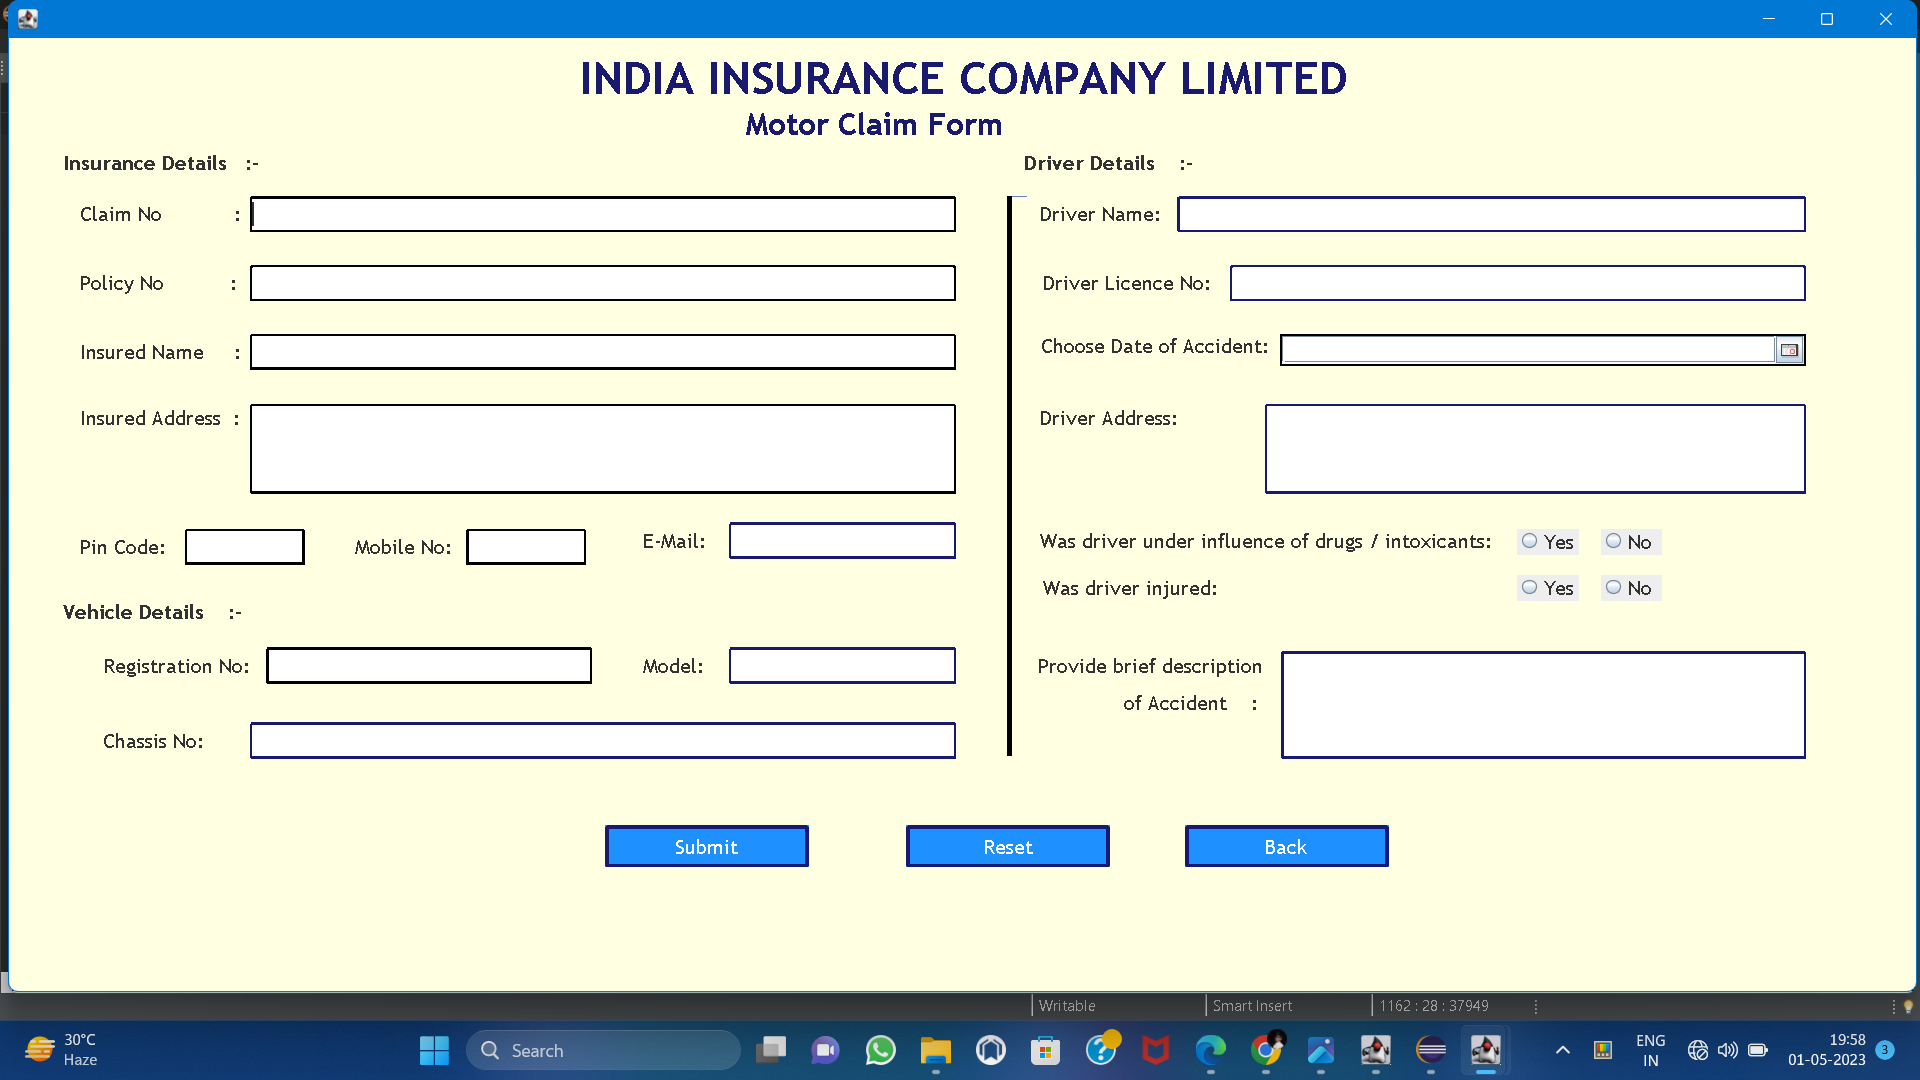 INDIA INSURANCE COMPANY LIMITED
Motor Claim Form
Insurance Details :-
Claim No :
Policy No :
Insured Name :
Insured Address :
Pin Code: Mobile No: E-Mail:
Vehicle Details :-
Registration No: Model:
Chassis No:
Driver Details :-
Driver Name:
Driver Licence No:
Choose Date of Accident:
Driver Address:
Was driver under influence of drugs / intoxicants: Yes No
Was driver injured: Yes No
Provide brief description
of Accident :
Submit Reset Back
Writable Smart Insert 1162 : 28 : 37949
30°C
Haze
Search
ENG
IN
19:58
01-05-2023
3